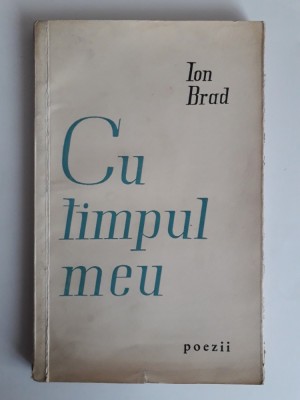 Ion
Brad
Cu
timpul
meu
poezii